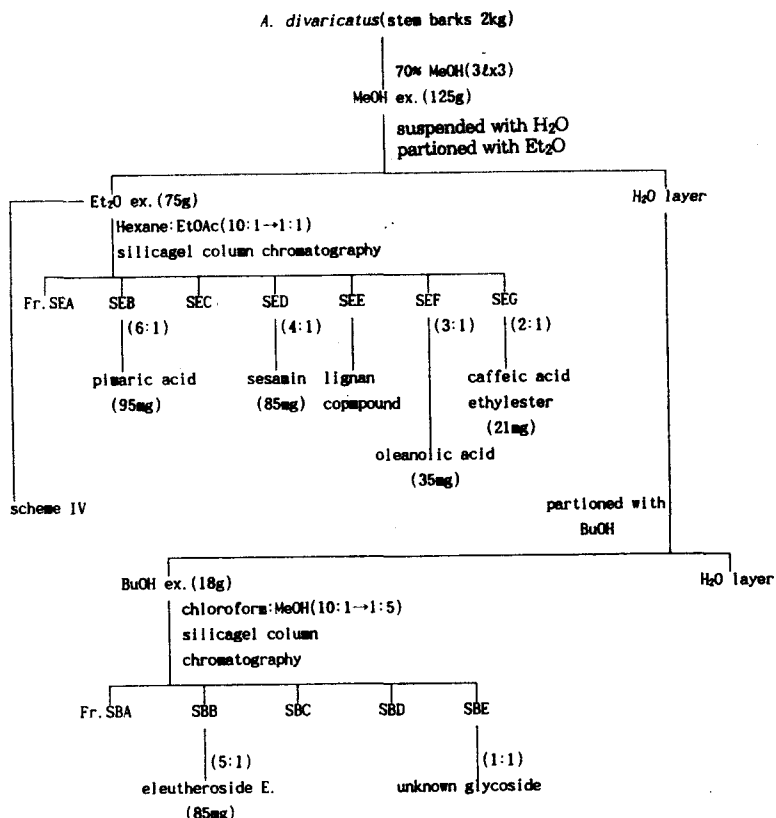 A. divaricatus(stem barks 2kg)
70% MeOH(3ℓx3)
MeOH ex.(125g)
suspended with H₂O
partioned with Et₂O
Et₂O ex.(75g)
H₂O layer
Hexane:EtOAc(10:1→1:1)
silicagel column chromatography
Fr.SEA SEB SEC SED SEE SEF SEG
(6:1) (4:1) (3:1) (2:1)
pimaric acid sesamin lignan caffeic acid
(95mg) (85mg) copmpound ethylester
(21mg)
oleanolic acid
(35mg)
scheme IV
partioned with
BuOH
BuOH ex.(18g)
H₂O layer
chloroform:MeOH(10:1→1:5)
silicagel column
chromatography
Fr.SBA SBB SBC SBD SBE
(5:1) (1:1)
eleutheroside E. unknown glycoside
(85mg)